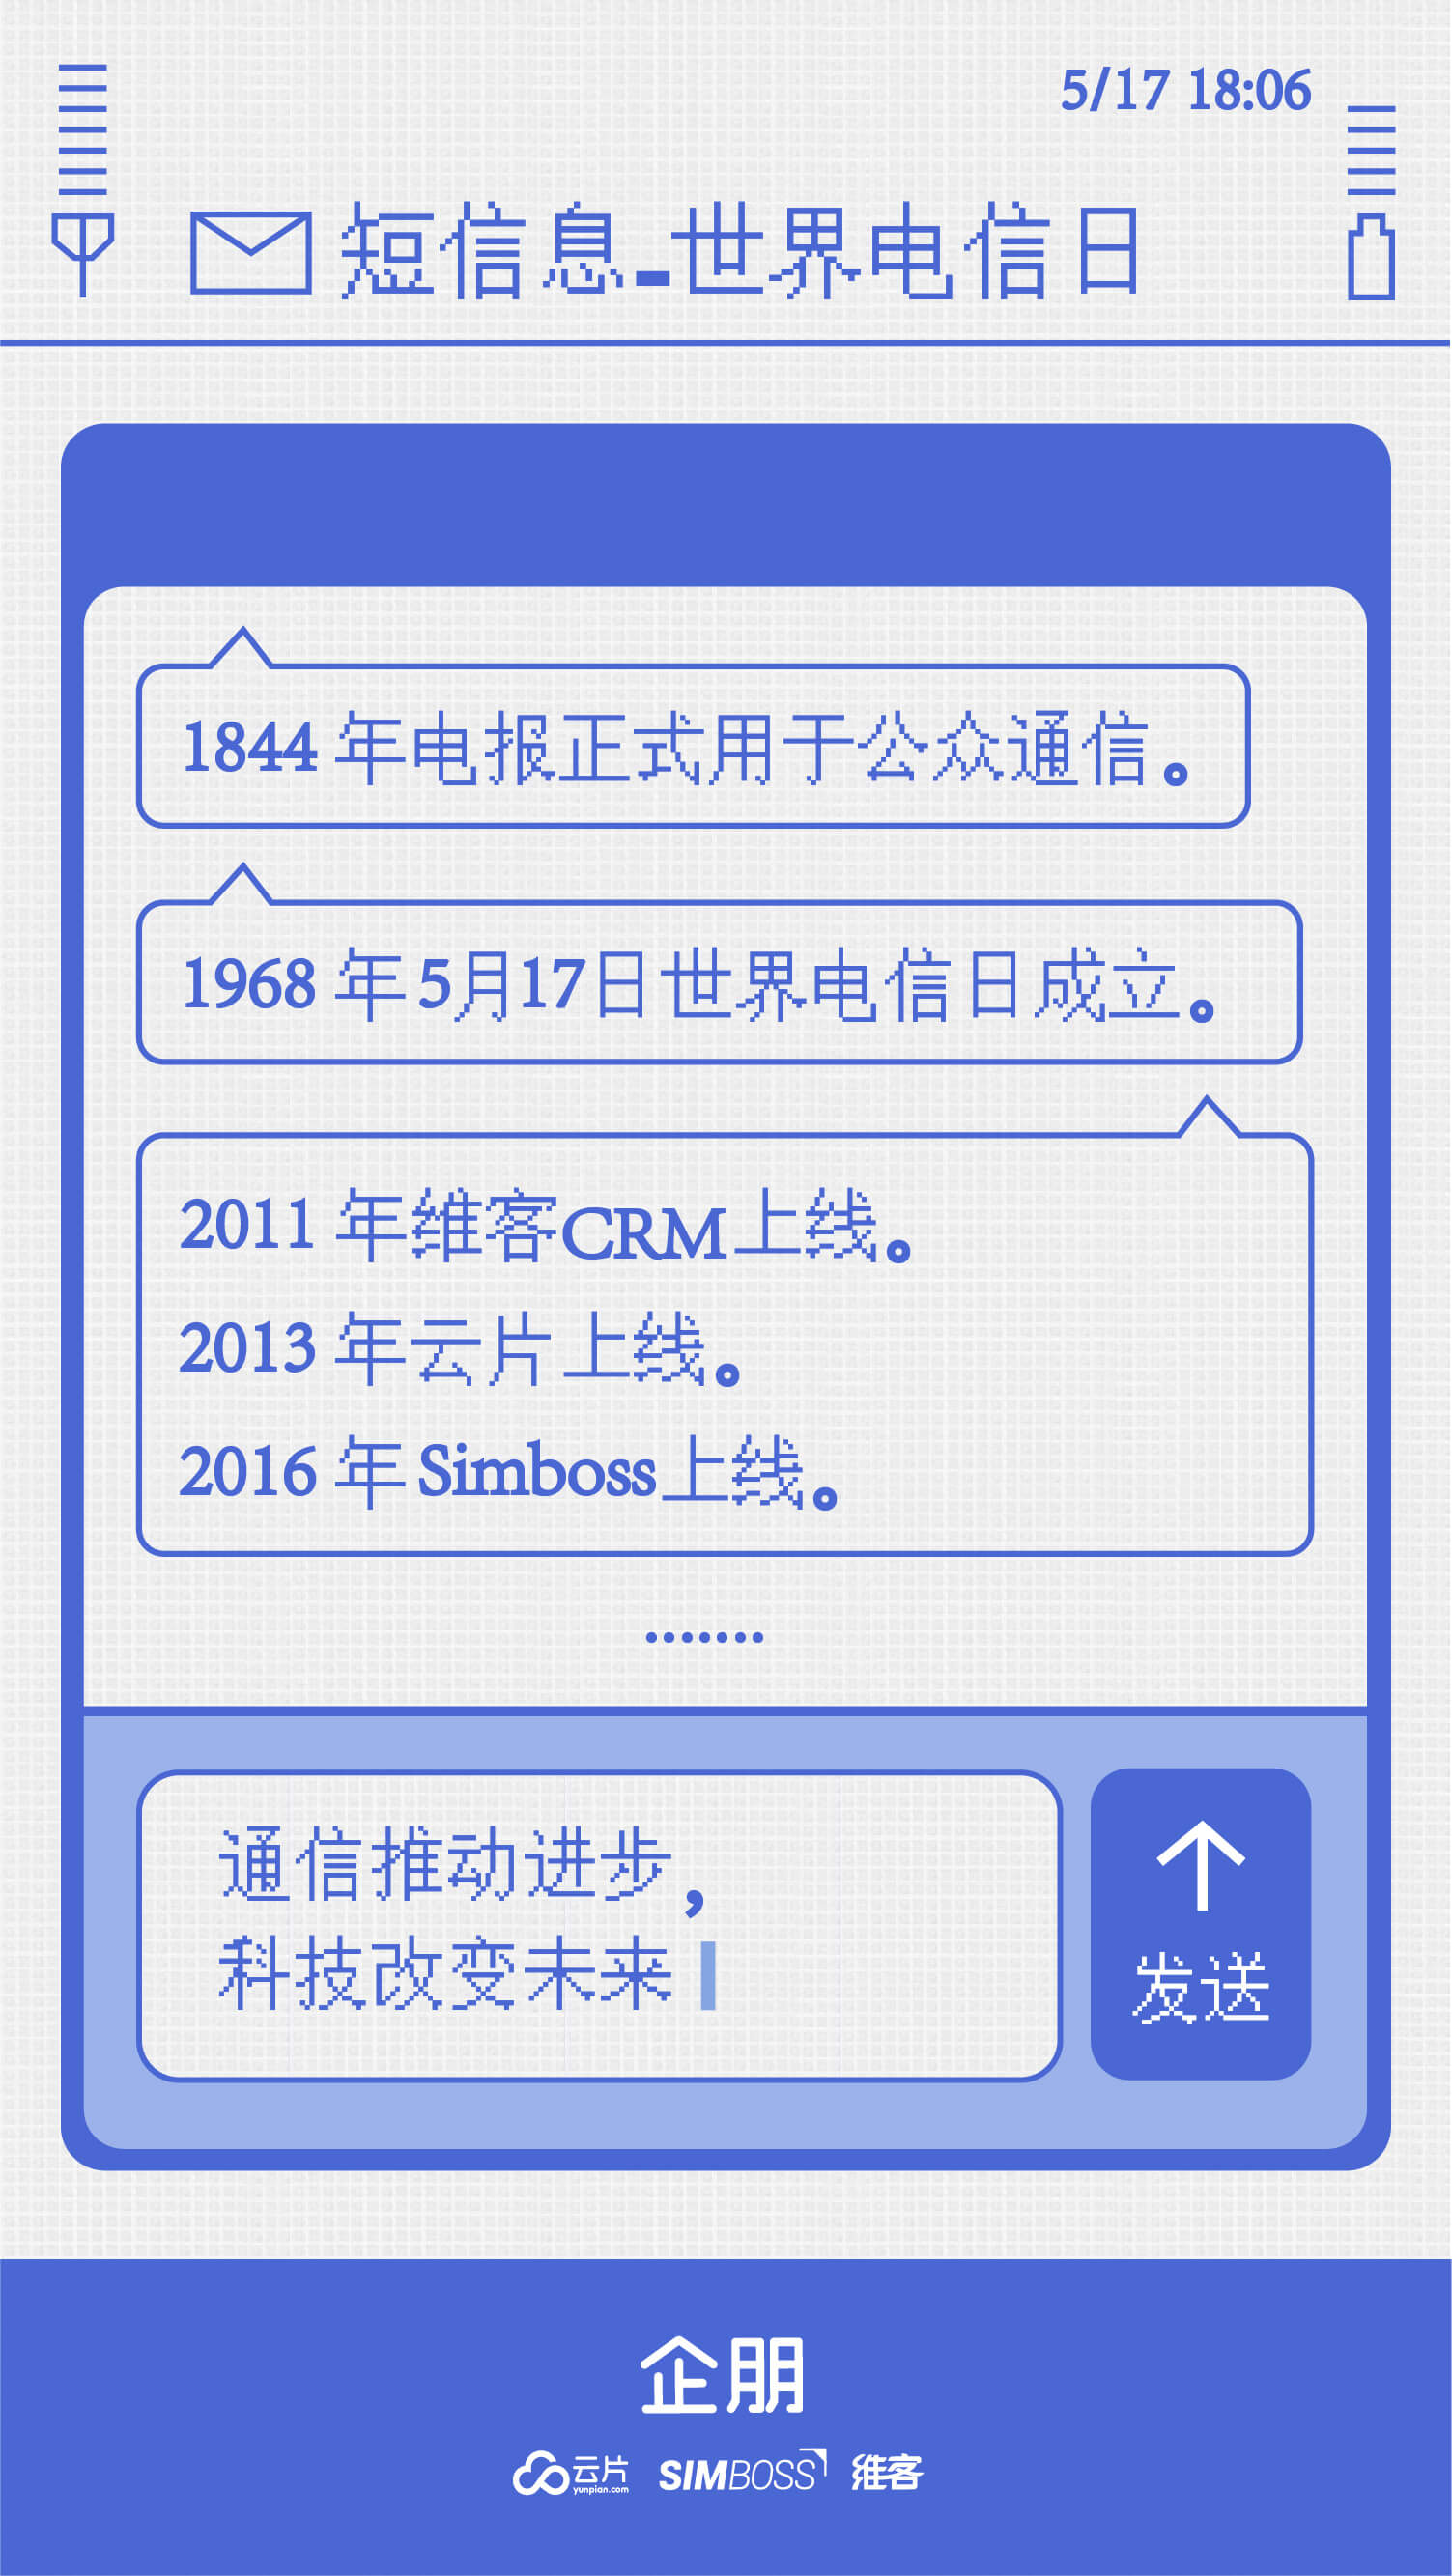 5/17 18:06
短信息-世界电信日
1844 年电报正式用于公众通信。
1968 年 5月17日世界电信日成立。
2011 年维客CRM上线。
2013 年云片上线。
2016 年 Simboss上线。
.......
通信推动进步，
科技改变未来
发送
企朋
云片 SIMBOSS 维客
yunpian.com